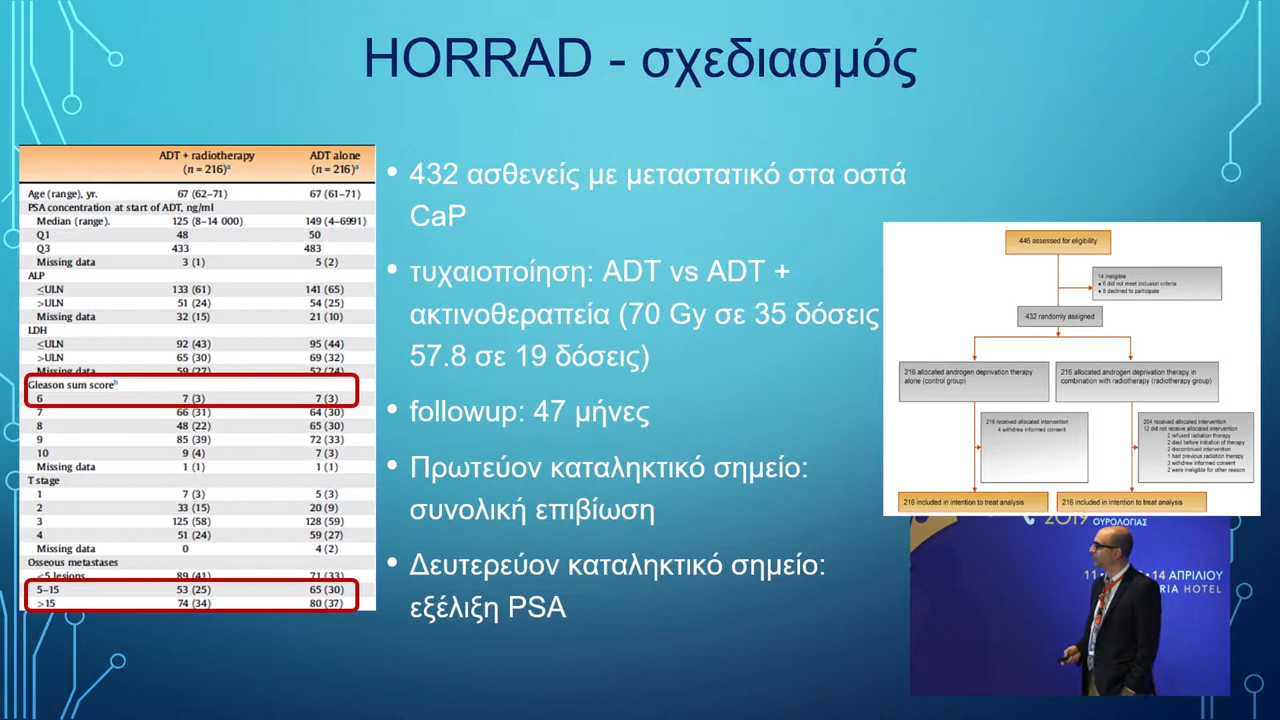 HORRAD - σχεδιασμός
ADT + radiotherapy ADT alone
(n = 216)a (n = 216)a
Age (range), yr. 67 (62–71) 67 (61–71)
PSA concentration at start of ADT, ng/ml
Median (range). 125 (8–14 000) 149 (4–6991)
Q1 48 50
Q3 433 483
Missing data 3 (1) 5 (2)
ALP
≤ULN 133 (61) 141 (65)
>ULN 51 (24) 54 (25)
Missing data 32 (15) 21 (10)
LDH
≤ULN 92 (43) 95 (44)
>ULN 65 (30) 69 (32)
Missing data 59 (27) 52 (24)
Gleason sum scoreb
6 7 (3) 7 (3)
7 66 (31) 64 (30)
8 48 (22) 65 (30)
9 85 (39) 72 (33)
10 9 (4) 7 (3)
Missing data 1 (1) 1 (1)
T stage
1 7 (3) 5 (3)
2 33 (15) 20 (9)
3 125 (58) 128 (59)
4 51 (24) 59 (27)
Missing data 0 4 (2)
Osseous metastases
<5 lesions 89 (41) 71 (33)
5–15 53 (25) 65 (30)
>15 74 (34) 80 (37)
• 432 ασθενείς με μεταστατικό στα οστά
CaP
• τυχαιοποίηση: ADT vs ADT +
ακτινοθεραπεία (70 Gy σε 35 δόσεις
57.8 σε 19 δόσεις)
• followup: 47 μήνες
• Πρωτεύον καταληκτικό σημείο:
συνολική επιβίωση
• Δευτερεύον καταληκτικό σημείο:
εξέλιξη PSA
446 assessed for eligibility
14 ineligible
6 did not meet inclusion criteria
8 declined to participate
432 randomly assigned
216 allocated androgen deprivation therapy
alone (control group)
216 allocated androgen deprivation therapy in
combination with radiotherapy (radiotherapy group)
216 received allocated intervention
4 withdrew informed consent
204 received allocated intervention
12 did not receive allocated intervention
2 refused radiation therapy
2 died before initiation of therapy
2 discontinued intervention
1 had previous radiation therapy
3 withdrew informed consent
2 were ineligible for other reason
216 included in intention to treat analysis
216 included in intention to treat analysis
2019 ΟΥΡΟΛΟΓΙΑΣ
11 14 ΑΠΡΙΛΙΟΥ
RIA HOTEL